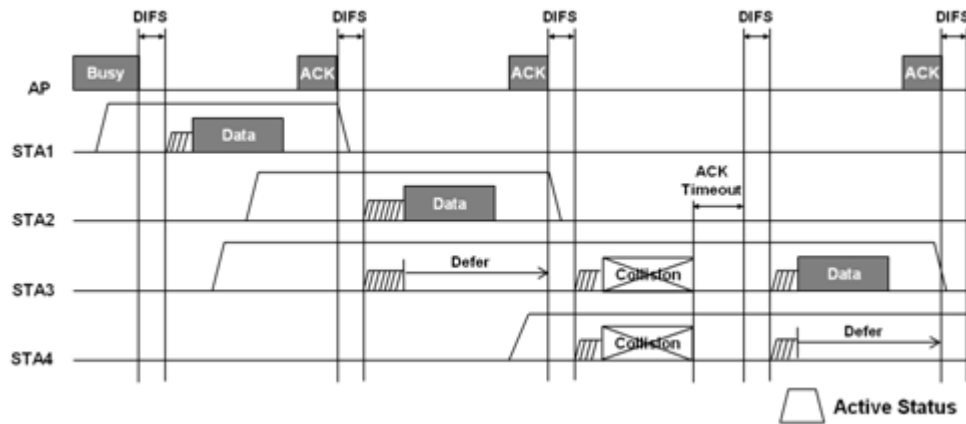 DIFS DIFS DIFS DIFS DIFS
Busy ACK ACK ACK
AP
Data
STA1
ACK
Timeout
Data
STA2
Defer Collision Data
STA3
Collision Defer
STA4
Active Status